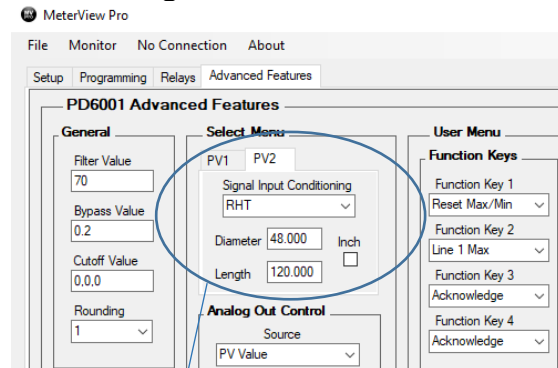 MeterView Pro
File Monitor No Connection About
Setup Programming Relays Advanced Features
PD6001 Advanced Features
General
Filter Value
70
Bypass Value
0.2
Cutoff Value
0,0,0
Rounding
1
Select Menu
PV1 PV2
Signal Input Conditioning
RHT
Diameter 48.000 Inch
Length 120.000
Analog Out Control
Source
PV Value
User Menu
Function Keys
Function Key 1
Reset Max/Min
Function Key 2
Line 1 Max
Function Key 3
Acknowledge
Function Key 4
Acknowledge